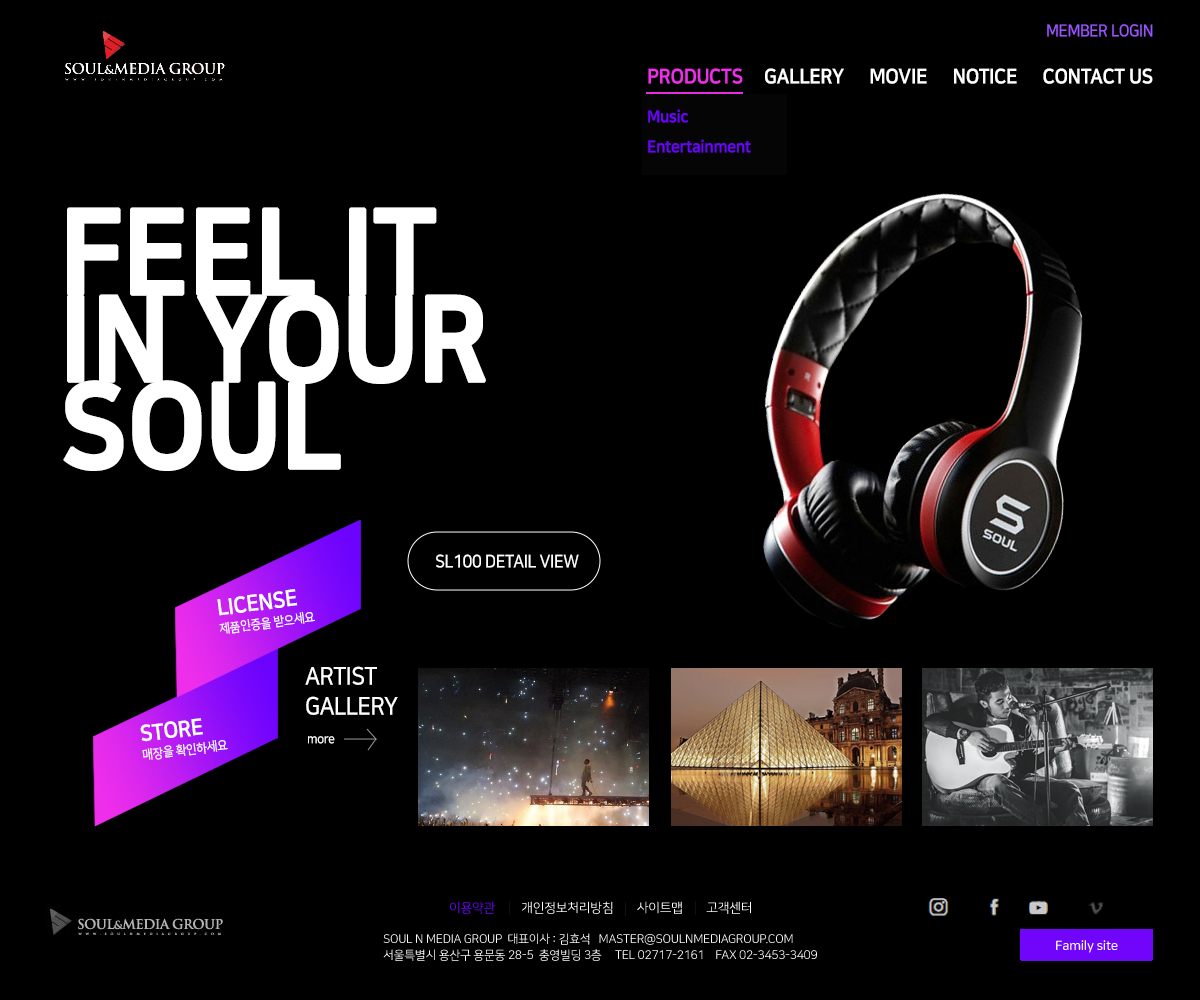 MEMBER LOGIN
SOUL&MEDIA GROUP
PRODUCTS GALLERY MOVIE NOTICE CONTACT US
Music
Entertainment
FEEL IT
IN YOUR
SOUL
S
SOUL
SL100 DETAIL VIEW
LICENSE
제품인증을 받으세요
STORE
매장을 확인하세요
ARTIST
GALLERY
more
이용약관 개인정보처리방침 사이트맵 고객센터
SOUL&MEDIA GROUP
SOUL N MEDIA GROUP 대표이사 : 김효석 MASTER@SOULNMEDIAGROUP.COM
서울특별시 용산구 용문동 28-5 충영빌딩 3층 TEL 02717-2161 FAX 02-3453-3409
Family site